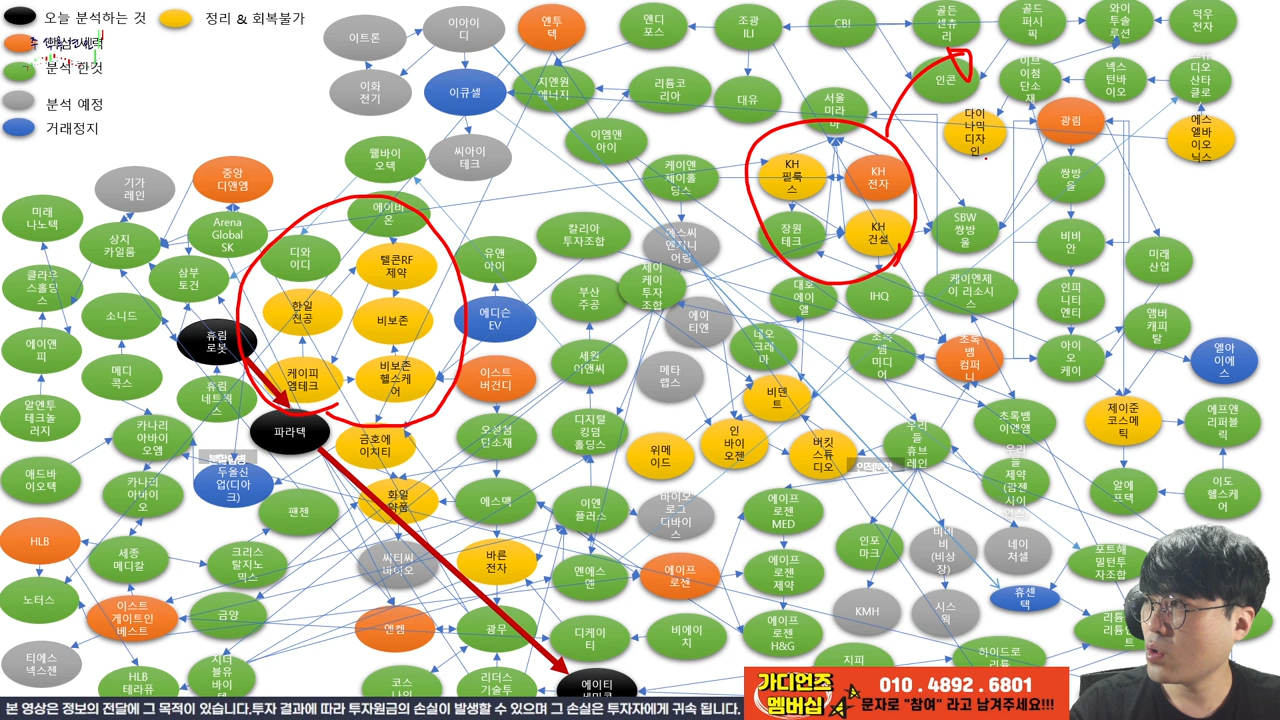 오늘 분석하는 것
정리 & 회복불가
분석 한것
분석 예정
거래정지
이트론
이아이
디
엔투
텍
앤디
포스
조광
ILI
CBI
골든
센츄
리
골드
퍼시
픽
와이
투솔
루션
덕우
전자
이화
전기
이큐셀
지엔원
에너지
리튬코
리아
대유
서울
미라
마
인콘
이브
이첨
단소
재
넥스
턴바
이오
디오
산타
클로
스
다이
나믹
디자
인
광림
에스
엘바
이오
닉스
이엠앤
아이
웰바이
오텍
씨아이
테크
케이엔
제이홀
딩스
KH
필룩
스
KH
전자
쌍방
울
기가
레인
중앙
디앤엠
미래
나노텍
상지
카일룸
Arena
Global
SK
에이비
온
디와
이디
텔콘RF
제약
유앤
아이
칼리아
투자조합
장원
테크
KH
건설
SBW
쌍방
울
비비
안
미래
산업
클라우
스홀딩
스
삼부
토건
제이
케이투자
조합
부산
주공
대호
에이
엘
IHQ
케이엔제
이 리소시
스
인피
니티
엔티
소니드
한일
진공
비보존
에디슨
EV
에이
티엔
앰버
캐피
탈
에이앤
피
휴림
로봇
네오
크레
마
초록
뱀미
디어
초록
뱀컴
퍼니
아이
오
케이
엘아
이에
스
메디
콕스
케이피
엠테크
비보존
헬스케
어
이스트
버건디
세원
이앤씨
메타
랩스
비덴
트
휴림
네트웍
스
파라텍
금호에
이치티
오션첨
단소재
디지털
킹덤
홀딩스
위메
이드
인
바이
오젠
버킷
스튜
디오
우리
들
휴브
레인
초록뱀
이앤앰
제이준
코스메
틱
에프앤
리퍼블
릭
알엔투
테크놀
러지
카나리
아바이
오엠
두올산
업(디아
크)
애드바
이오텍
카나리
아바이
오
팬젠
화일
약품
에스맥
이엔
플러스
바이오
로그
디바이
스
에이프
로젠
MED
알에
프텍
이도
헬스케
어
HLB
세종
메디칼
크리스
탈지노
믹스
씨티씨
바이오
바른
전자
엔에스
엔
에이프
로젠
에이프
로젠
제약
인포
마크
네이
처셀
포트해
밀턴투
자조합
노터스
이스트
게이트인
베스트
금양
엔켐
광무
디케이
티
비에이
치
에이프
로젠
H&G
KMH
시스
웍
휴센
텍
티에스
넥스젠
HLB
테라퓨
리더스
기술투
에이티
지피
하이드로
리튬
가디언즈
멤버십
010 . 4892 . 6801
문자로 "참여" 라고 남겨주세요!!!
본 영상은 정보의 전달에 그 목적이 있습니다.투자 결과에 따라 투자원금의 손실이 발생할 수 있으며 그 손실은 투자자에게 귀속 됩니다.